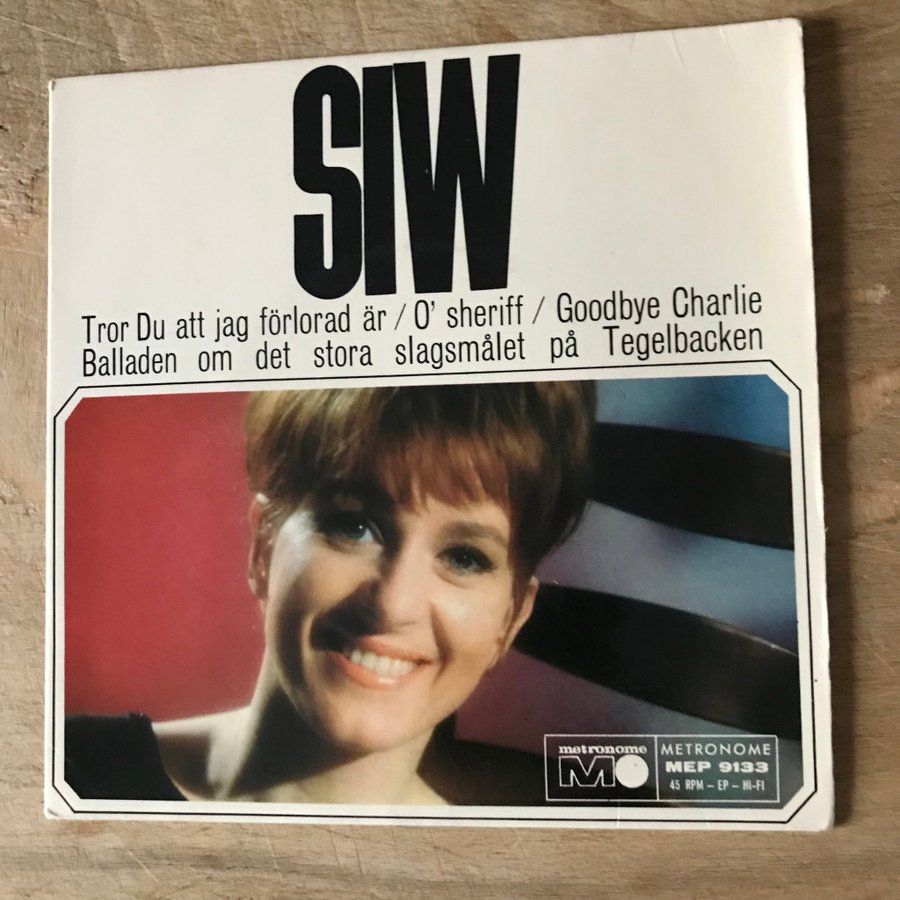 SIW
Tror Du att jag förlorad är / O' sheriff / Goodbye Charlie
Balladen om det stora slagsmålet på Tegelbacken
metronome
MO
METRONOME
MEP 9133
45 RPM – EP – HI-FI